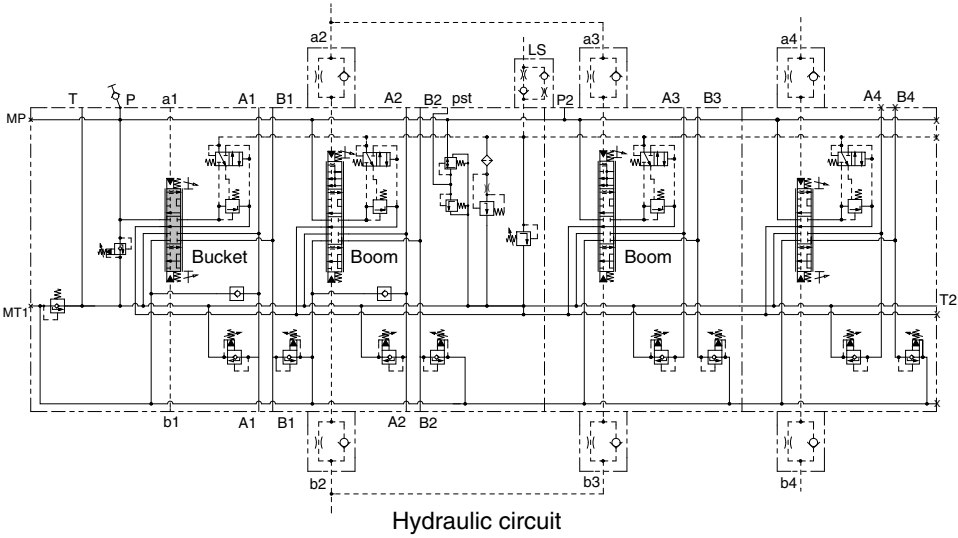 a2
LS
a3
a4
T
P
a1
A1
B1
A2
B2
pst
P2
A3
B3
A4
B4
MP
Bucket
Boom
Boom
MT1
T2
b1
A1
B1
A2
B2
b2
b3
b4
Hydraulic circuit